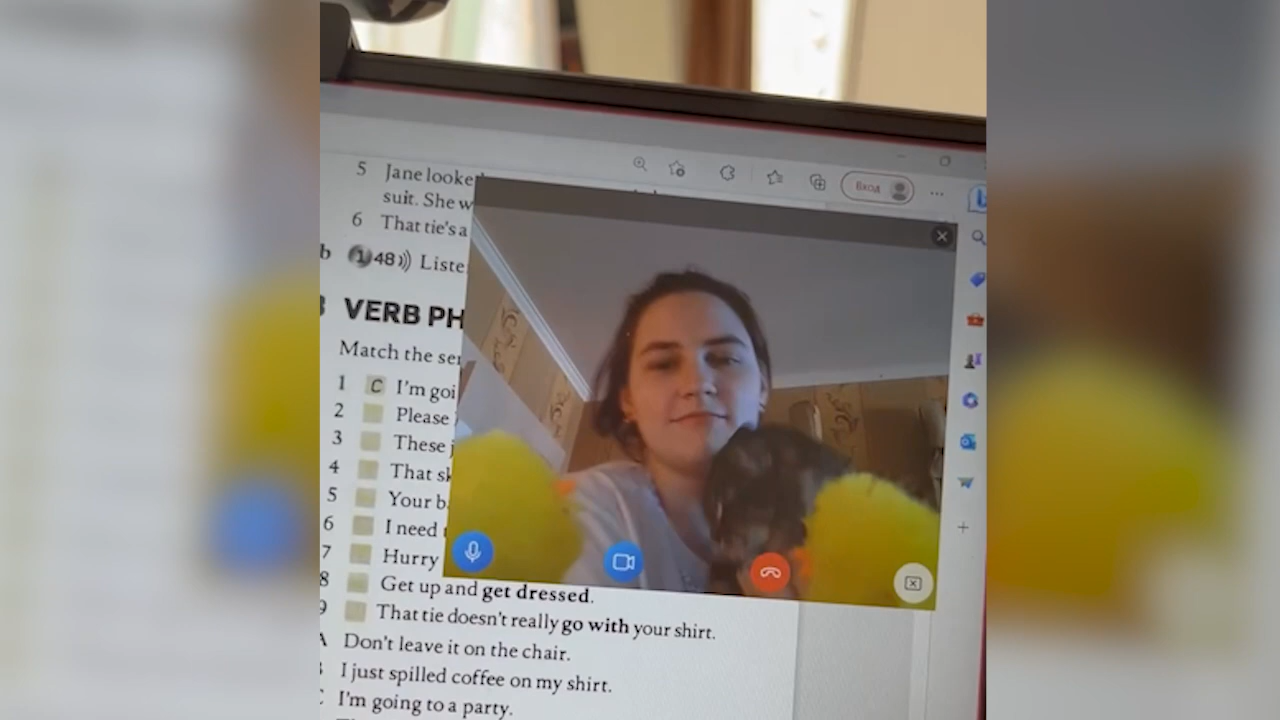 5 Jane looke
suit. She w
6 That tie's a
b 1 48 Liste
Вход
VERB PH
Match the se
1 C I'm goi
2 Please
3 These j
4 That sk
5 Your b
6 I need
7 Hurry
8 Get up and get dressed.
9 That tie doesn't really go with your shirt.
A Don't leave it on the chair.
I just spilled coffee on my shirt.
I'm going to a party.